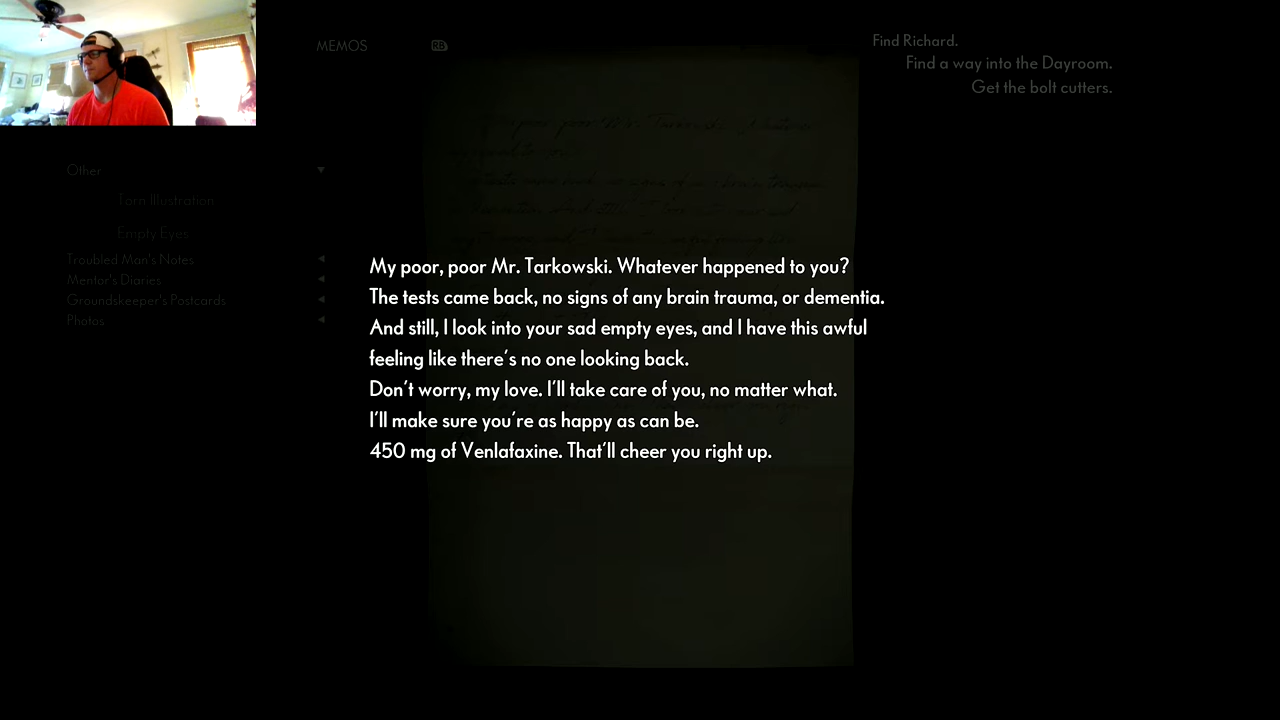 MEMOS
RB
Find Richard.
Find a way into the Dayroom.
Get the bolt cutters.
Other
Torn Illustration
Empty Eyes
Troubled Man's Notes
Mentor's Diaries
Groundskeeper's Postcards
Photos
My poor, poor Mr. Tarkowski. Whatever happened to you?
The tests came back, no signs of any brain trauma, or dementia.
And still, I look into your sad empty eyes, and I have this awful
feeling like there's no one looking back.
Don't worry, my love. I'll take care of you, no matter what.
I'll make sure you're as happy as can be.
450 mg of Venlafaxine. That'll cheer you right up.